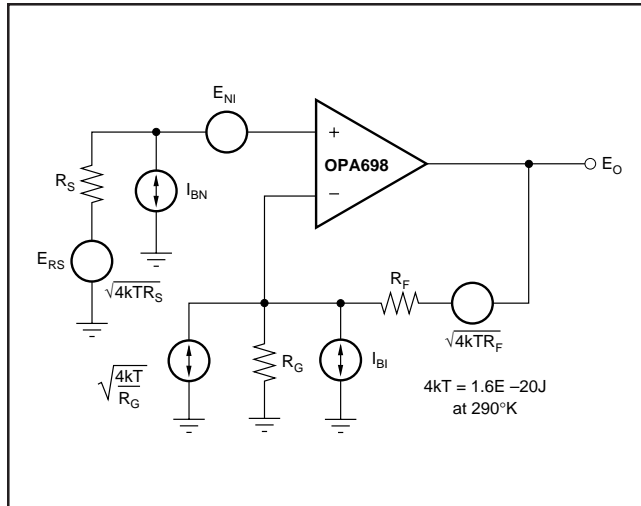 E_NI
+
OPA698
−
E_O
R_S
I_BN
E_RS
√4kTR_S
R_F
√4kTR_F
√4kT/R_G
R_G
I_BI
4kT = 1.6E –20J
at 290°K